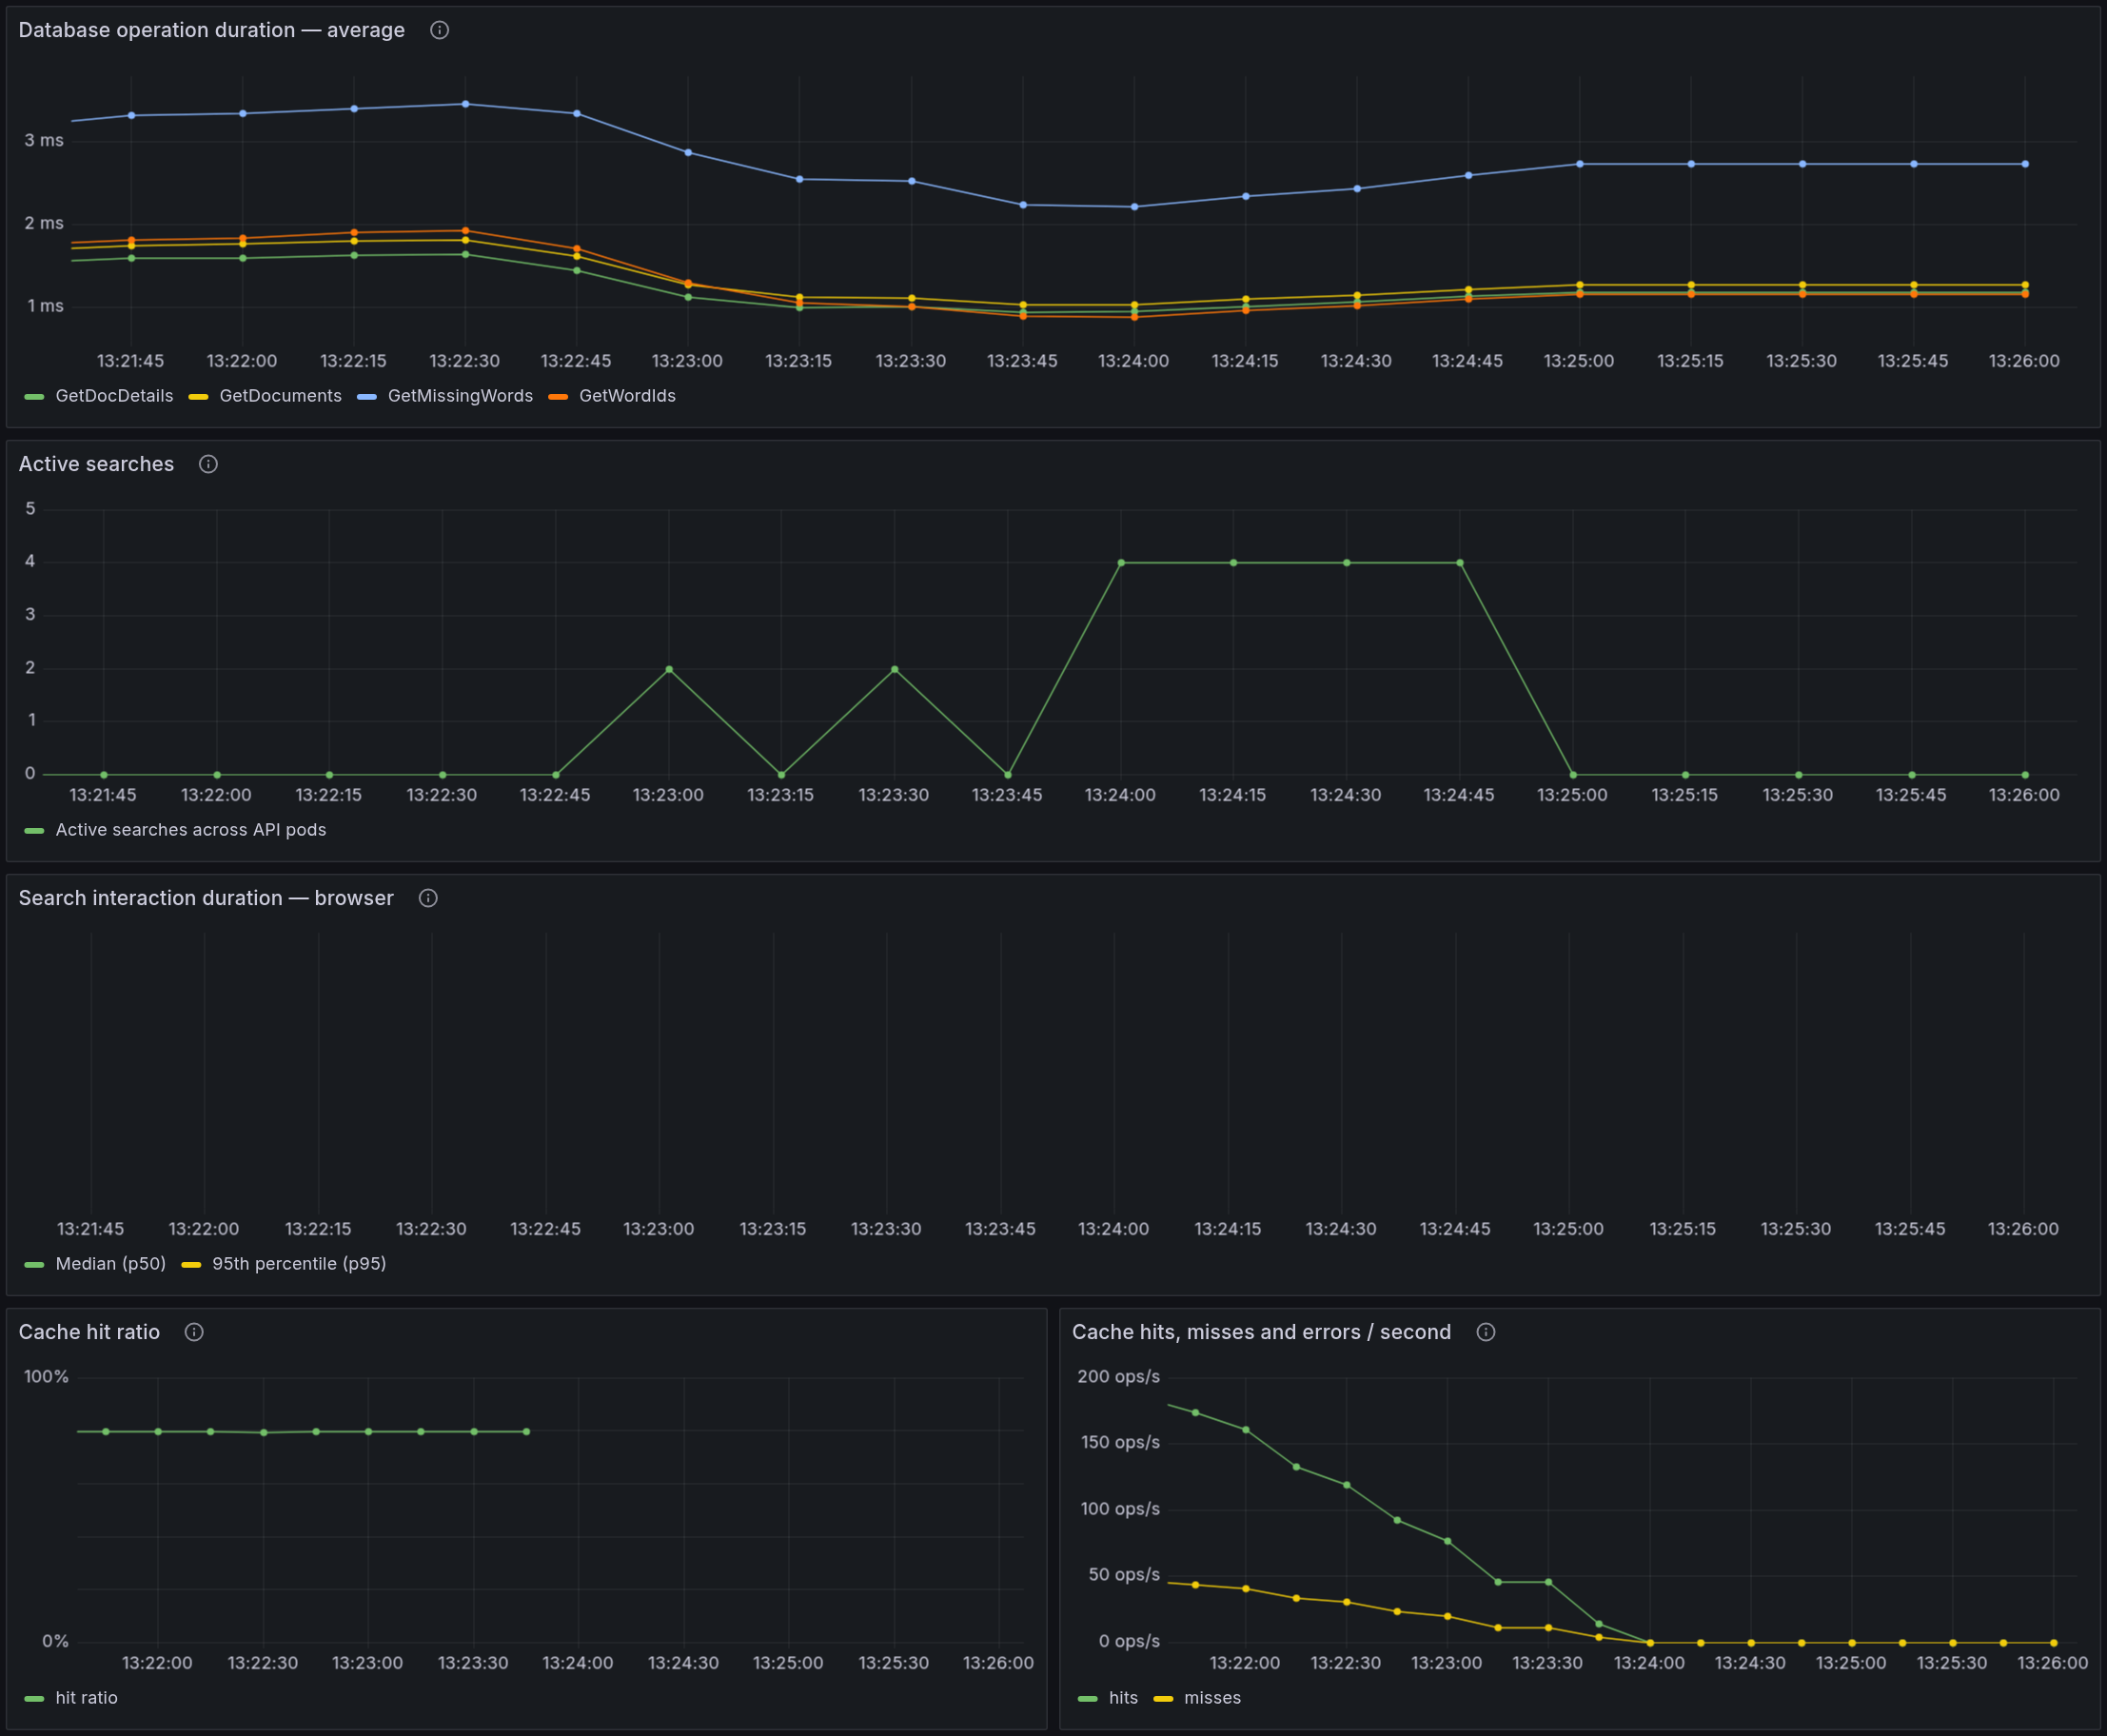 Database operation duration — average
3 ms
2 ms
1 ms
13:21:45 13:22:00 13:22:15 13:22:30 13:22:45 13:23:00 13:23:15 13:23:30 13:23:45 13:24:00 13:24:15 13:24:30 13:24:45 13:25:00 13:25:15 13:25:30 13:25:45 13:26:00
GetDocDetails GetDocuments GetMissingWords GetWordIds
Active searches
5
4
3
2
1
0
13:21:45 13:22:00 13:22:15 13:22:30 13:22:45 13:23:00 13:23:15 13:23:30 13:23:45 13:24:00 13:24:15 13:24:30 13:24:45 13:25:00 13:25:15 13:25:30 13:25:45 13:26:00
Active searches across API pods
Search interaction duration — browser
13:21:45 13:22:00 13:22:15 13:22:30 13:22:45 13:23:00 13:23:15 13:23:30 13:23:45 13:24:00 13:24:15 13:24:30 13:24:45 13:25:00 13:25:15 13:25:30 13:25:45 13:26:00
Median (p50) 95th percentile (p95)
Cache hit ratio
100%
0%
13:22:00 13:22:30 13:23:00 13:23:30 13:24:00 13:24:30 13:25:00 13:25:30 13:26:00
hit ratio
Cache hits, misses and errors / second
200 ops/s
150 ops/s
100 ops/s
50 ops/s
0 ops/s
13:22:00 13:22:30 13:23:00 13:23:30 13:24:00 13:24:30 13:25:00 13:25:30 13:26:00
hits misses